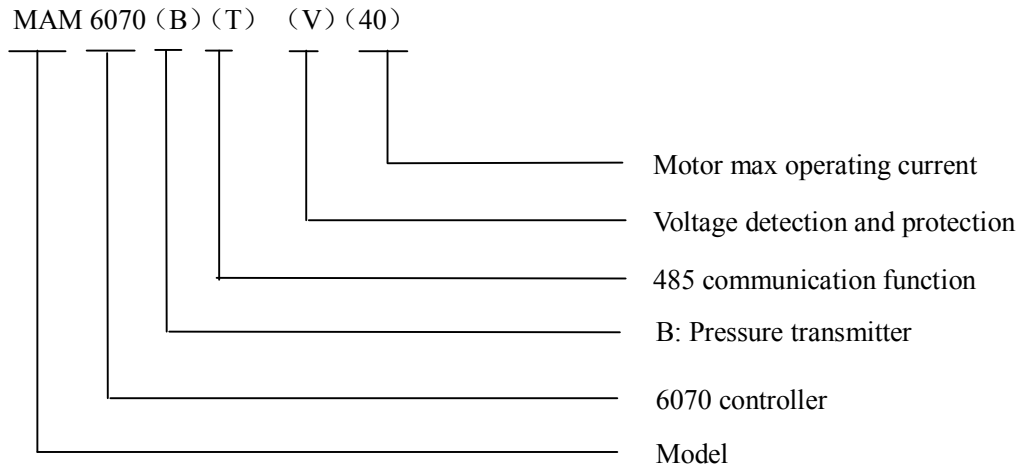 MAM 6070（B）（T） （V）（40）
Motor max operating current
Voltage detection and protection
485 communication function
B: Pressure transmitter
6070 controller
Model